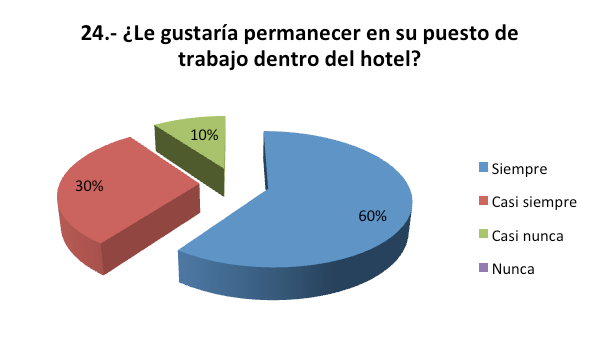 24.- ¿Le gustaría permanecer en su puesto de
trabajo dentro del hotel?
10%
30%
60%
Siempre
Casi siempre
Casi nunca
Nunca